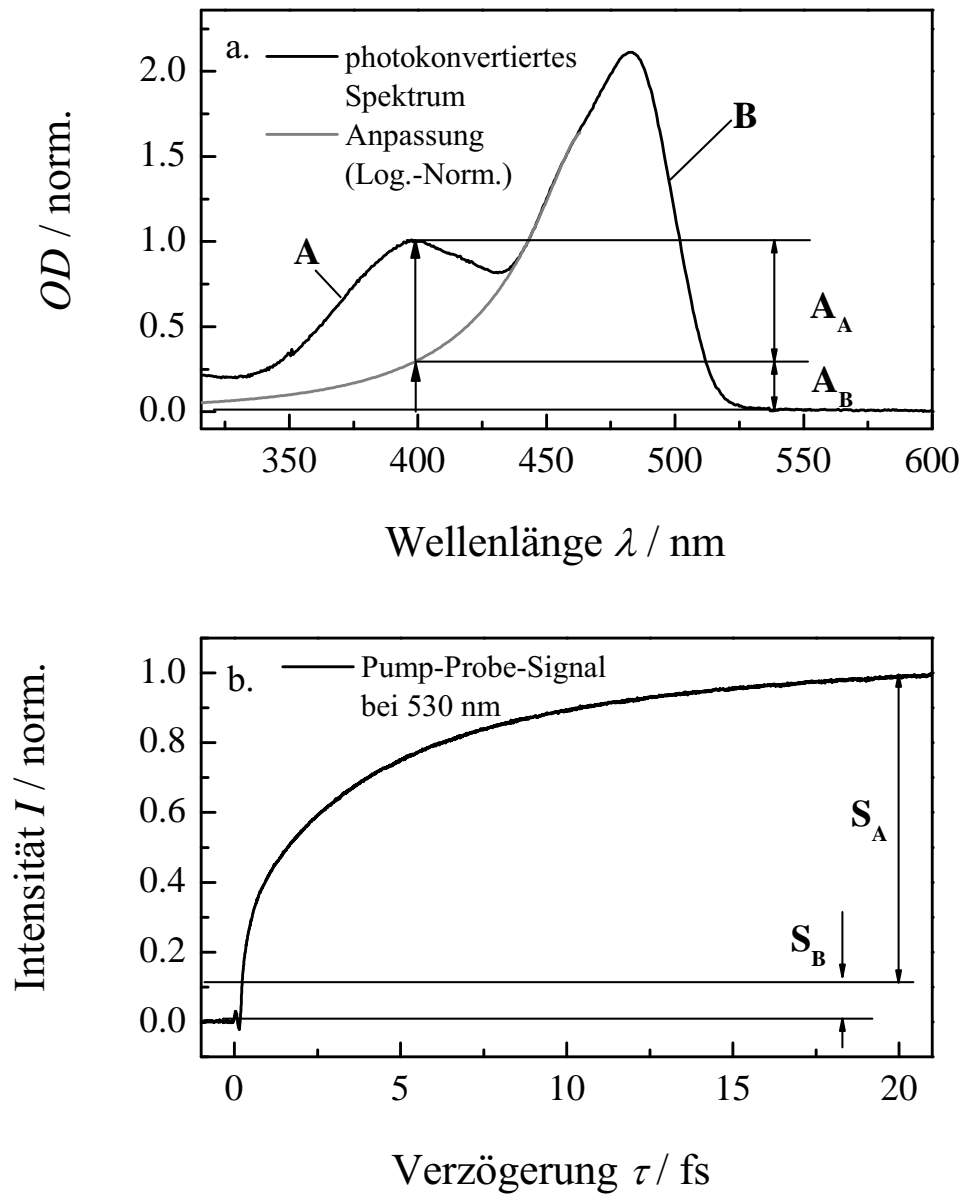 a.
photokonvertiertes
Spektrum
Anpassung
(Log.-Norm.)
A
B
A_A
A_B
2.0
1.5
1.0
0.5
0.0
OD / norm.
350 400 450 500 550 600
Wellenlänge λ / nm
b.
Pump-Probe-Signal
bei 530 nm
S_A
S_B
1.0
0.8
0.6
0.4
0.2
0.0
Intensität I / norm.
0 5 10 15 20
Verzögerung τ / fs